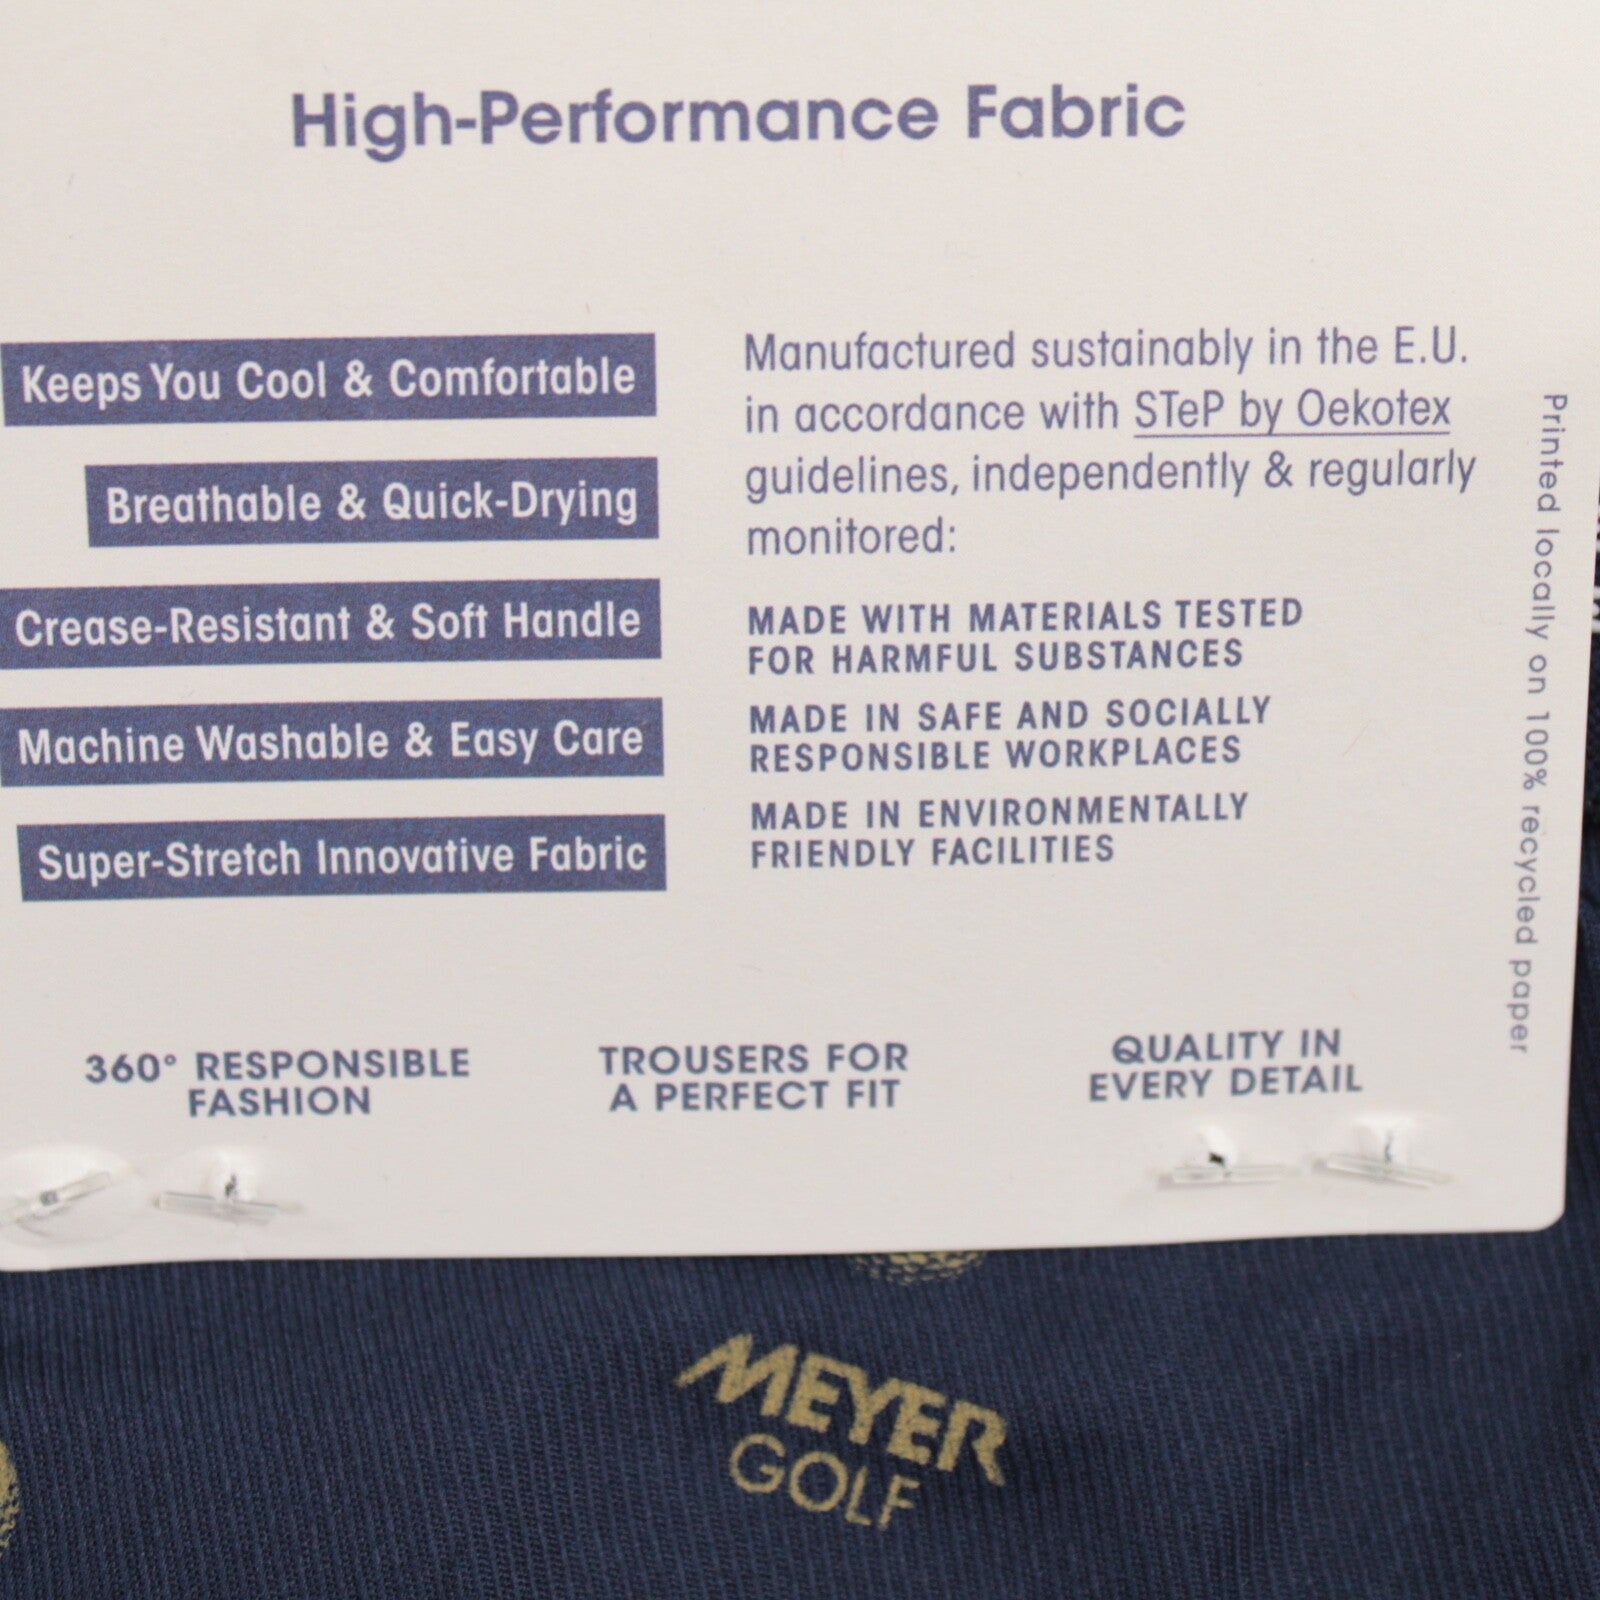 High-Performance Fabric
Keeps You Cool & Comfortable
Breathable & Quick-Drying
Crease-Resistant & Soft Handle
Machine Washable & Easy Care
Super-Stretch Innovative Fabric
Manufactured sustainably in the E.U.
in accordance with STeP by Oekotex
guidelines, independently & regularly
monitored:
MADE WITH MATERIALS TESTED
FOR HARMFUL SUBSTANCES
MADE IN SAFE AND SOCIALLY
RESPONSIBLE WORKPLACES
MADE IN ENVIRONMENTALLY
FRIENDLY FACILITIES
Printed locally on 100% recycled paper
360° RESPONSIBLE
FASHION
TROUSERS FOR
A PERFECT FIT
QUALITY IN
EVERY DETAIL
MEYER
GOLF